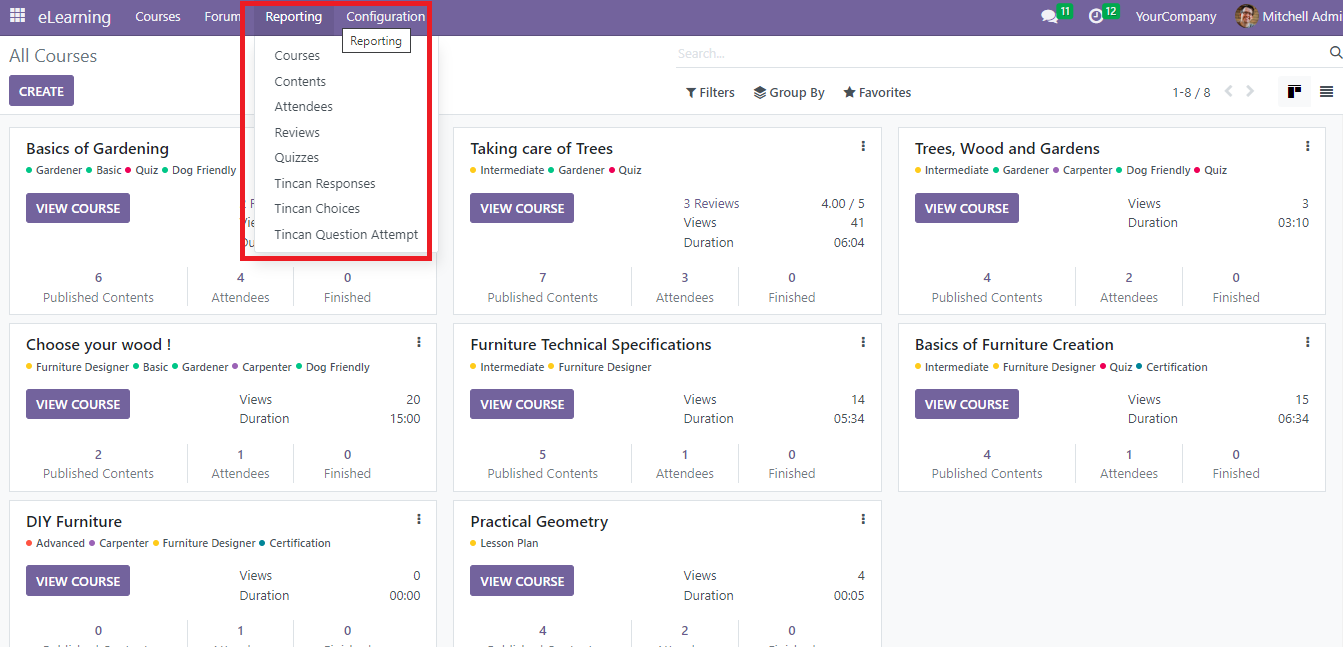 eLearning Courses Forum Reporting Configuration 11 12 YourCompany Mitchell Admi
Reporting
All Courses
Search...
CREATE
Filters Group By Favorites 1-8 / 8
Courses
Contents
Attendees
Reviews
Quizzes
Tincan Responses
Tincan Choices
Tincan Question Attempt
Basics of Gardening
Gardener Basic Quiz Dog Friendly
VIEW COURSE
6 4 0
Published Contents Attendees Finished
Taking care of Trees
Intermediate Gardener Quiz
VIEW COURSE
3 Reviews 4.00 / 5
Views 41
Duration 06:04
7 3 0
Published Contents Attendees Finished
Trees, Wood and Gardens
Intermediate Gardener Carpenter Dog Friendly Quiz
VIEW COURSE
Views 3
Duration 03:10
4 2 0
Published Contents Attendees Finished
Choose your wood !
Furniture Designer Basic Gardener Carpenter Dog Friendly
VIEW COURSE
Views 20
Duration 15:00
2 1 0
Published Contents Attendees Finished
Furniture Technical Specifications
Intermediate Furniture Designer
VIEW COURSE
Views 14
Duration 05:34
5 1 0
Published Contents Attendees Finished
Basics of Furniture Creation
Intermediate Furniture Designer Quiz Certification
VIEW COURSE
Views 15
Duration 06:34
4 1 0
Published Contents Attendees Finished
DIY Furniture
Advanced Carpenter Furniture Designer Certification
VIEW COURSE
Views 0
Duration 00:00
0 1 0
Practical Geometry
Lesson Plan
VIEW COURSE
Views 4
Duration 00:05
4 2 0